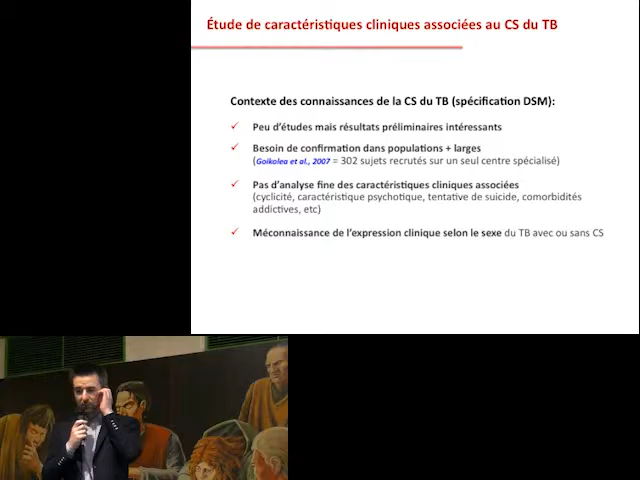 Étude de caractéristiques cliniques associées au CS du TB
Contexte des connaissances de la CS du TB (spécification DSM):
✓ Peu d'études mais résultats préliminaires intéressants
✓ Besoin de confirmation dans populations + larges
(Goikolea et al., 2007 = 302 sujets recrutés sur un seul centre spécialisé)
✓ Pas d'analyse fine des caractéristiques cliniques associées
(cyclicité, caractéristique psychotique, tentative de suicide, comorbidités
addictives, etc)
✓ Méconnaissance de l'expression clinique selon le sexe du TB avec ou sans CS